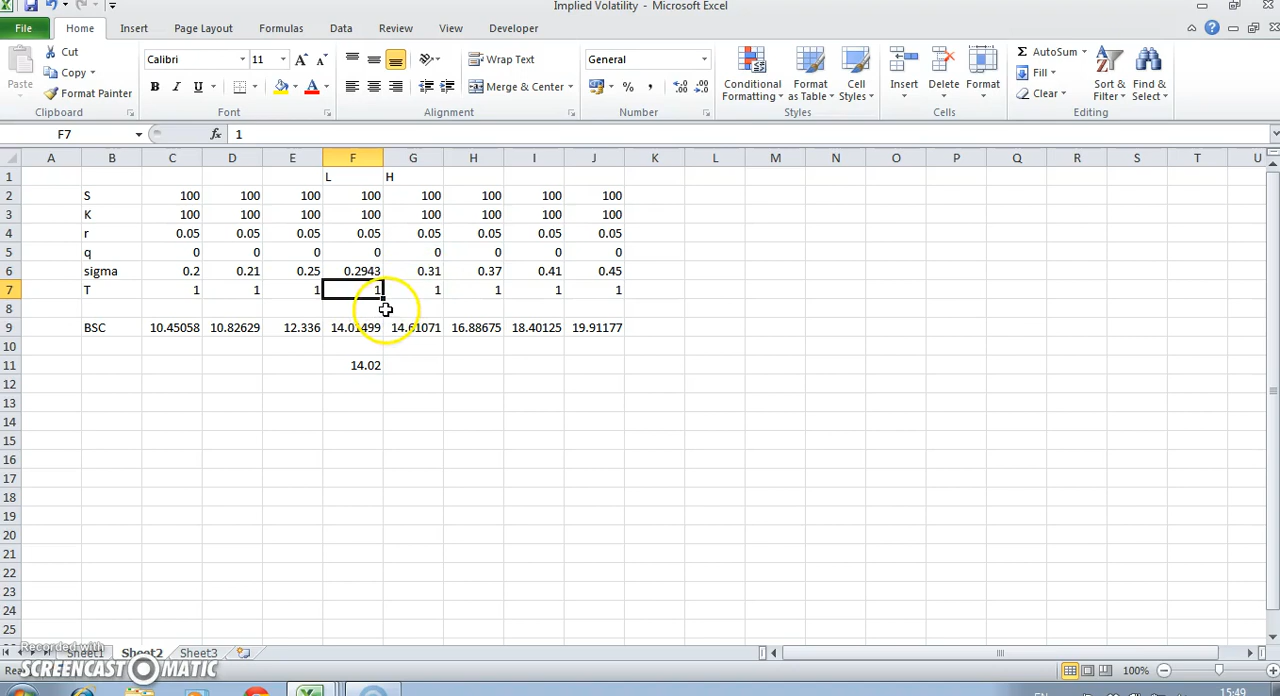 Implied Volatility - Microsoft Excel
File Home Insert Page Layout Formulas Data Review View Developer
Paste
Cut
Copy
Format Painter
Clipboard
Calibri 11
B I U
Font
Wrap Text
Merge & Center
Alignment
General
%
Number
Conditional Formatting
Format as Table
Cell Styles
Styles
Insert Delete Format
Cells
AutoSum
Fill
Clear
Sort & Filter
Find & Select
Editing
F7 fx 1
A B C D E F G H I J K L M N O P Q R S T U
1 L H
2 S 100 100 100 100 100 100 100 100
3 K 100 100 100 100 100 100 100 100
4 r 0.05 0.05 0.05 0.05 0.05 0.05 0.05 0.05
5 q 0 0 0 0 0 0 0 0
6 sigma 0.2 0.21 0.25 0.2943 0.31 0.37 0.41 0.45
7 T 1 1 1 1 1 1 1 1
8
9 BSC 10.45058 10.82629 12.336 14.01499 14.61071 16.88675 18.40125 19.91177
10
11 14.02
12
13
14
15
16
17
18
19
20
21
22
23
24
25
Sheet1 Sheet2 Sheet3
Recorded with
SCREENCAST-O-MATIC
100%
15:49